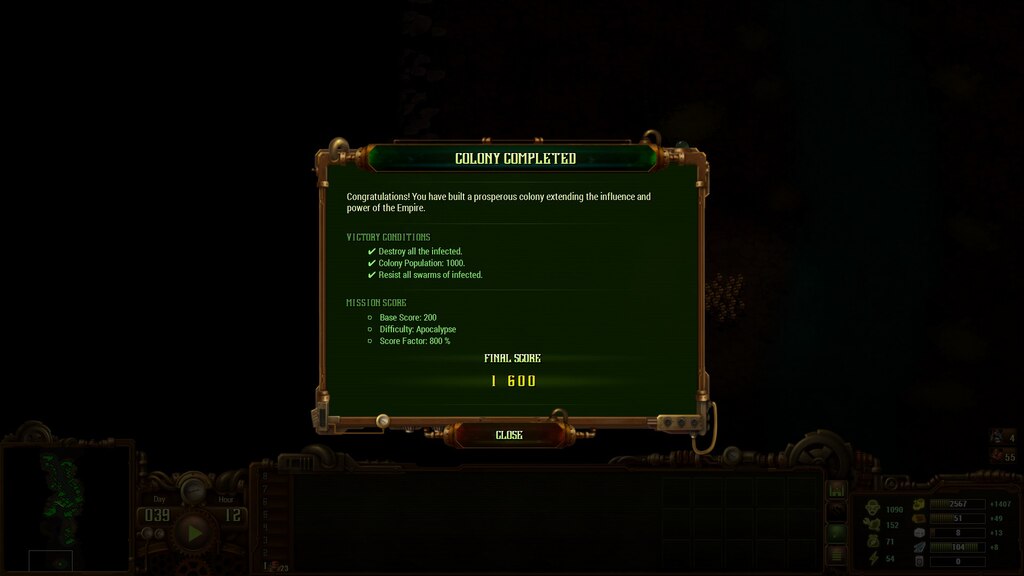 COLONY COMPLETED
Congratulations! You have built a prosperous colony extending the influence and
power of the Empire.
VICTORY CONDITIONS
✔ Destroy all the infected.
✔ Colony Population: 1000.
✔ Resist all swarms of infected.
MISSION SCORE
Base Score: 200
Difficulty: Apocalypse
Score Factor: 800 %
FINAL SCORE
1 600
CLOSE
4
55
Day
Hour
039
12
1090
152
71
54
2567 +1407
51 +49
8 +13
104 +8
0